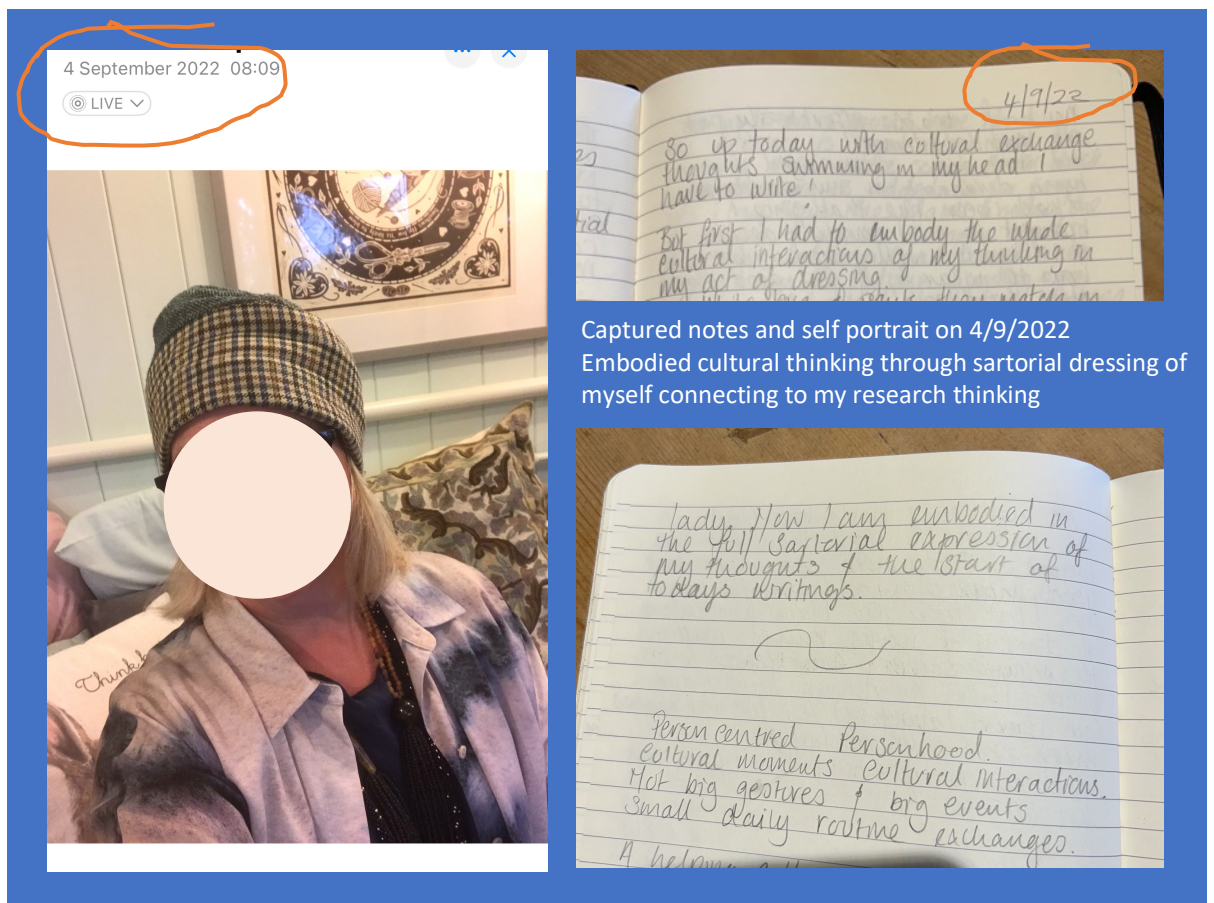 4 September 2022 08:09
LIVE
Think
4/9/22
So up today with cultural exchange
thoughts swimming in my head I
have to write!
But first I had to embody the whole
cultural interactions of my thinking in
my act of dressing.
es
tial
Captured notes and self portrait on 4/9/2022
Embodied cultural thinking through sartorial dressing of
myself connecting to my research thinking
lady. Now I am embodied in
the full sartorial expression of
my thoughts & the start of
todays writings.
Person centred Personhood.
Cultural moments cultural interactions.
Not big gestures & big events
small daily routine exchanges.
A helping